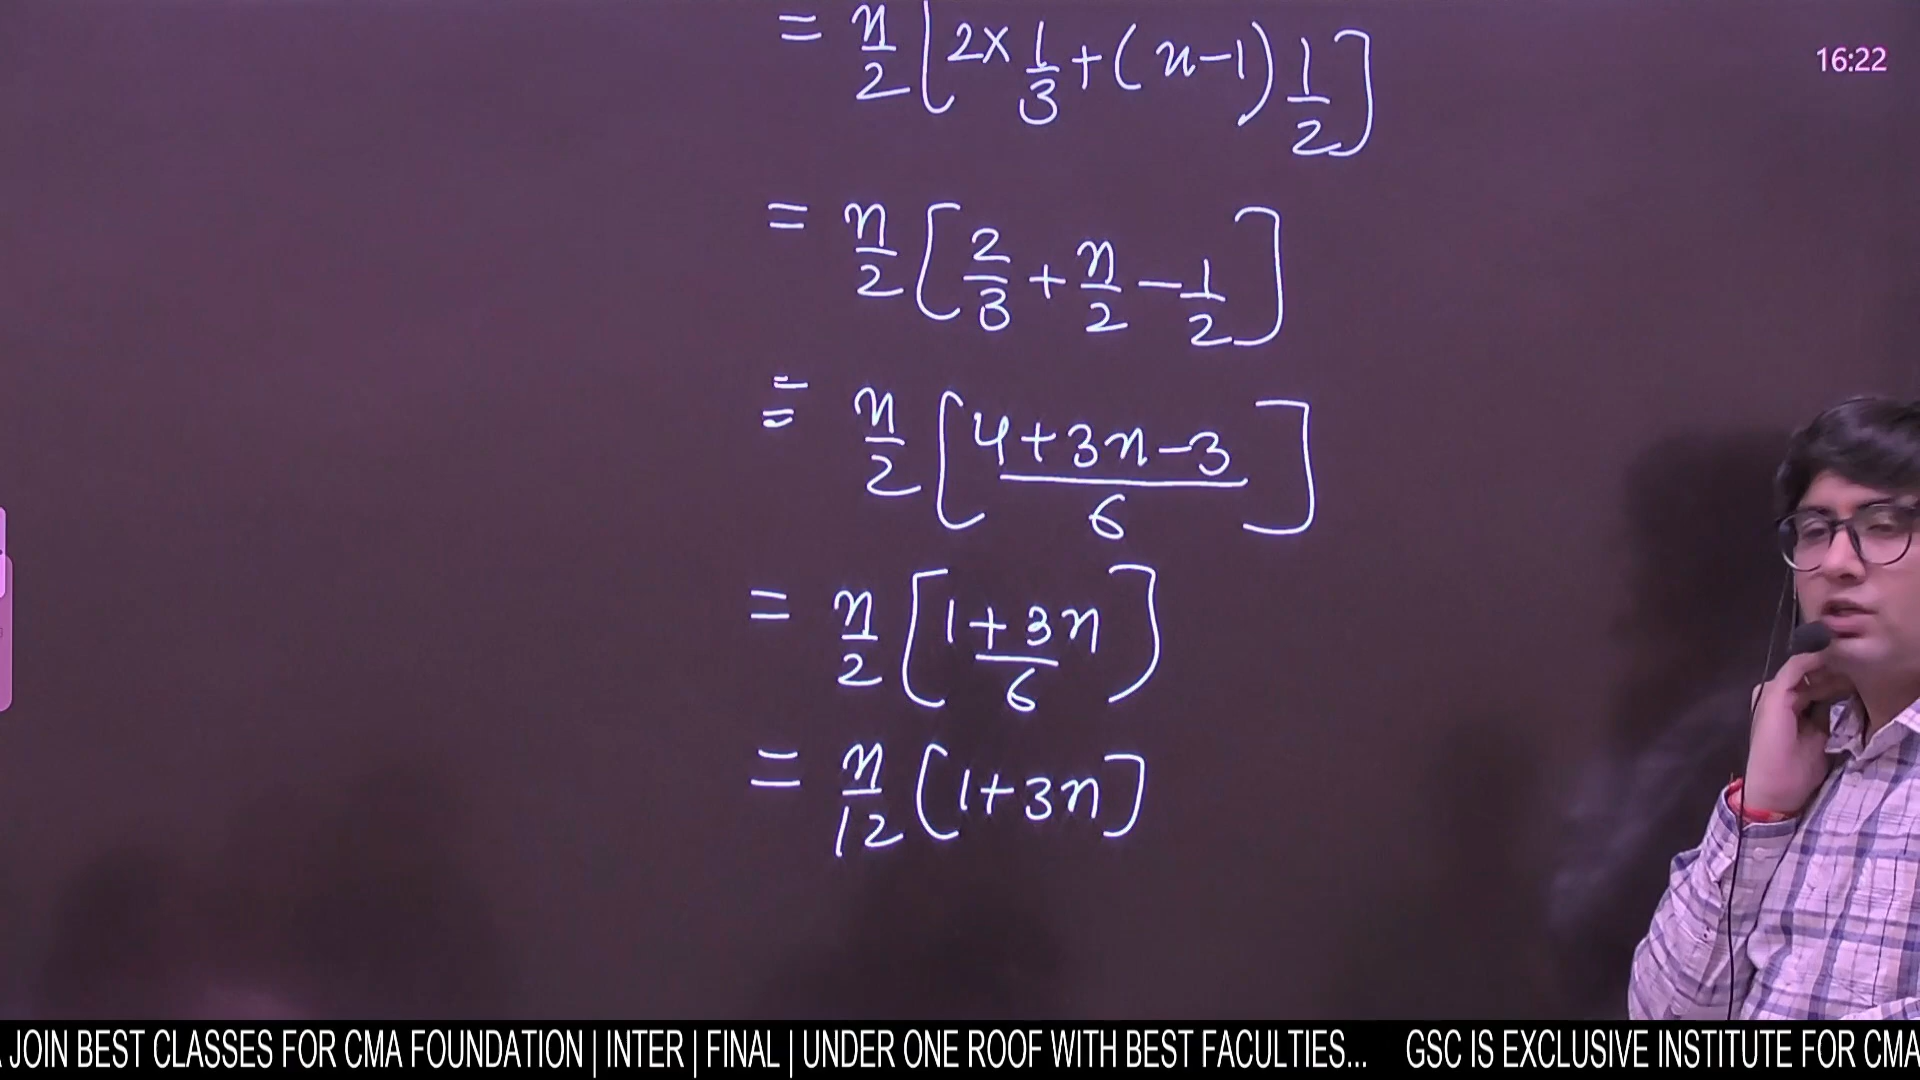 = n/2 [2 × 1/3 + (n-1) 1/2]
16:22
= n/2 [2/3 + n/2 - 1/2]
=
= n/2 [4+3n-3/6]
= n/2 [1+3n/6]
= n/12 [1+3n]
JOIN BEST CLASSES FOR CMA FOUNDATION | INTER | FINAL | UNDER ONE ROOF WITH BEST FACULTIES... GSC IS EXCLUSIVE INSTITUTE FOR CMA